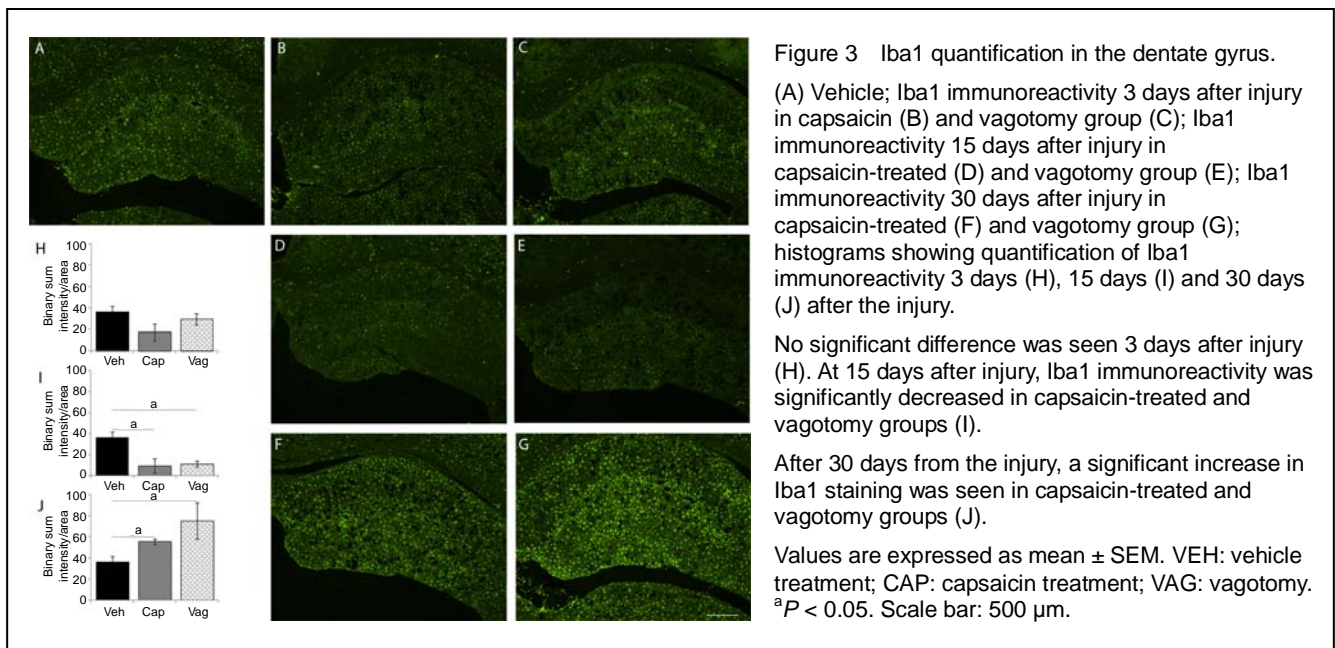 A
B
C
D
E
F
G
H
100
80
60
40
20
0
Binary sum
intensity/area
Veh Cap Vag
I
100
80
60
40
20
0
Binary sum
intensity/area
a
a
Veh Cap Vag
J
100
80
60
40
20
0
Binary sum
intensity/area
a
a
Veh Cap Vag
Figure 3 Iba1 quantification in the dentate gyrus.
(A) Vehicle; Iba1 immunoreactivity 3 days after injury
in capsaicin (B) and vagotomy group (C); Iba1
immunoreactivity 15 days after injury in
capsaicin-treated (D) and vagotomy group (E); Iba1
immunoreactivity 30 days after injury in
capsaicin-treated (F) and vagotomy group (G);
histograms showing quantification of Iba1
immunoreactivity 3 days (H), 15 days (I) and 30 days
(J) after the injury.
No significant difference was seen 3 days after injury
(H). At 15 days after injury, Iba1 immunoreactivity was
significantly decreased in capsaicin-treated and
vagotomy groups (I).
After 30 days from the injury, a significant increase in
Iba1 staining was seen in capsaicin-treated and
vagotomy groups (J).
Values are expressed as mean ± SEM. VEH: vehicle
treatment; CAP: capsaicin treatment; VAG: vagotomy.
ᵃP < 0.05. Scale bar: 500 μm.